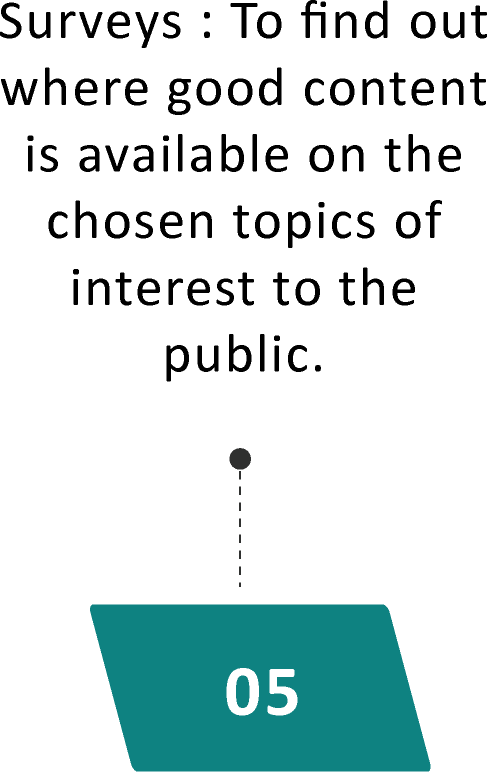 Surveys : To find out
where good content
is available on the
chosen topics of
interest to the
public.
05